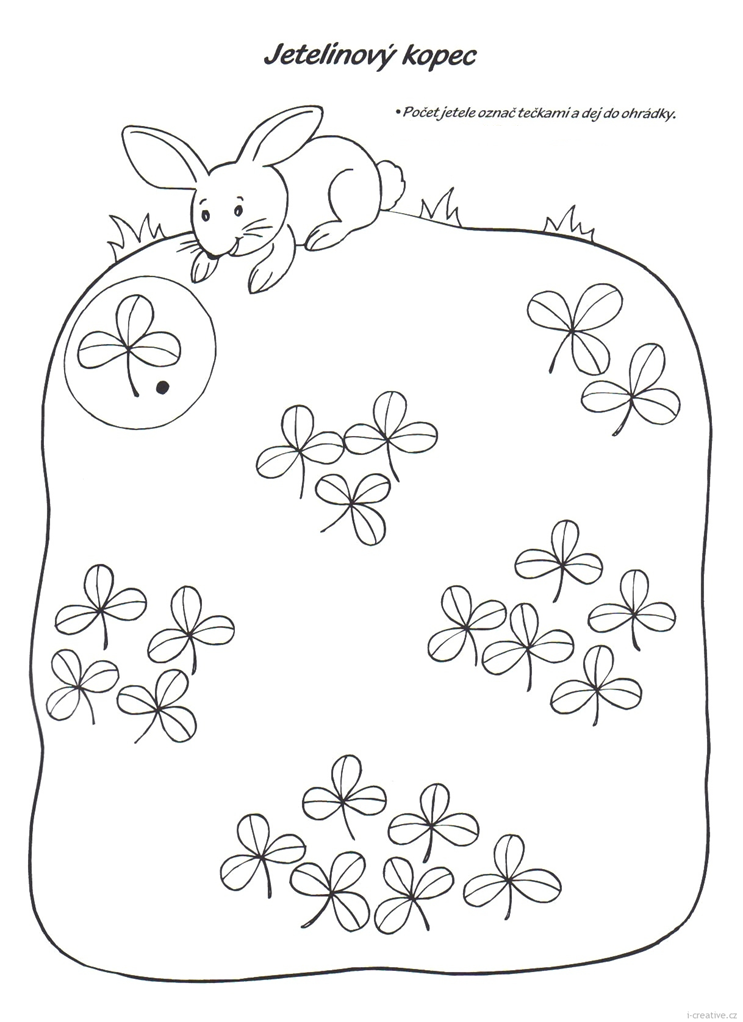 Jetelinový kopec
• Počet jetele označ tečkami a dej do ohrádky.
i-creative.cz